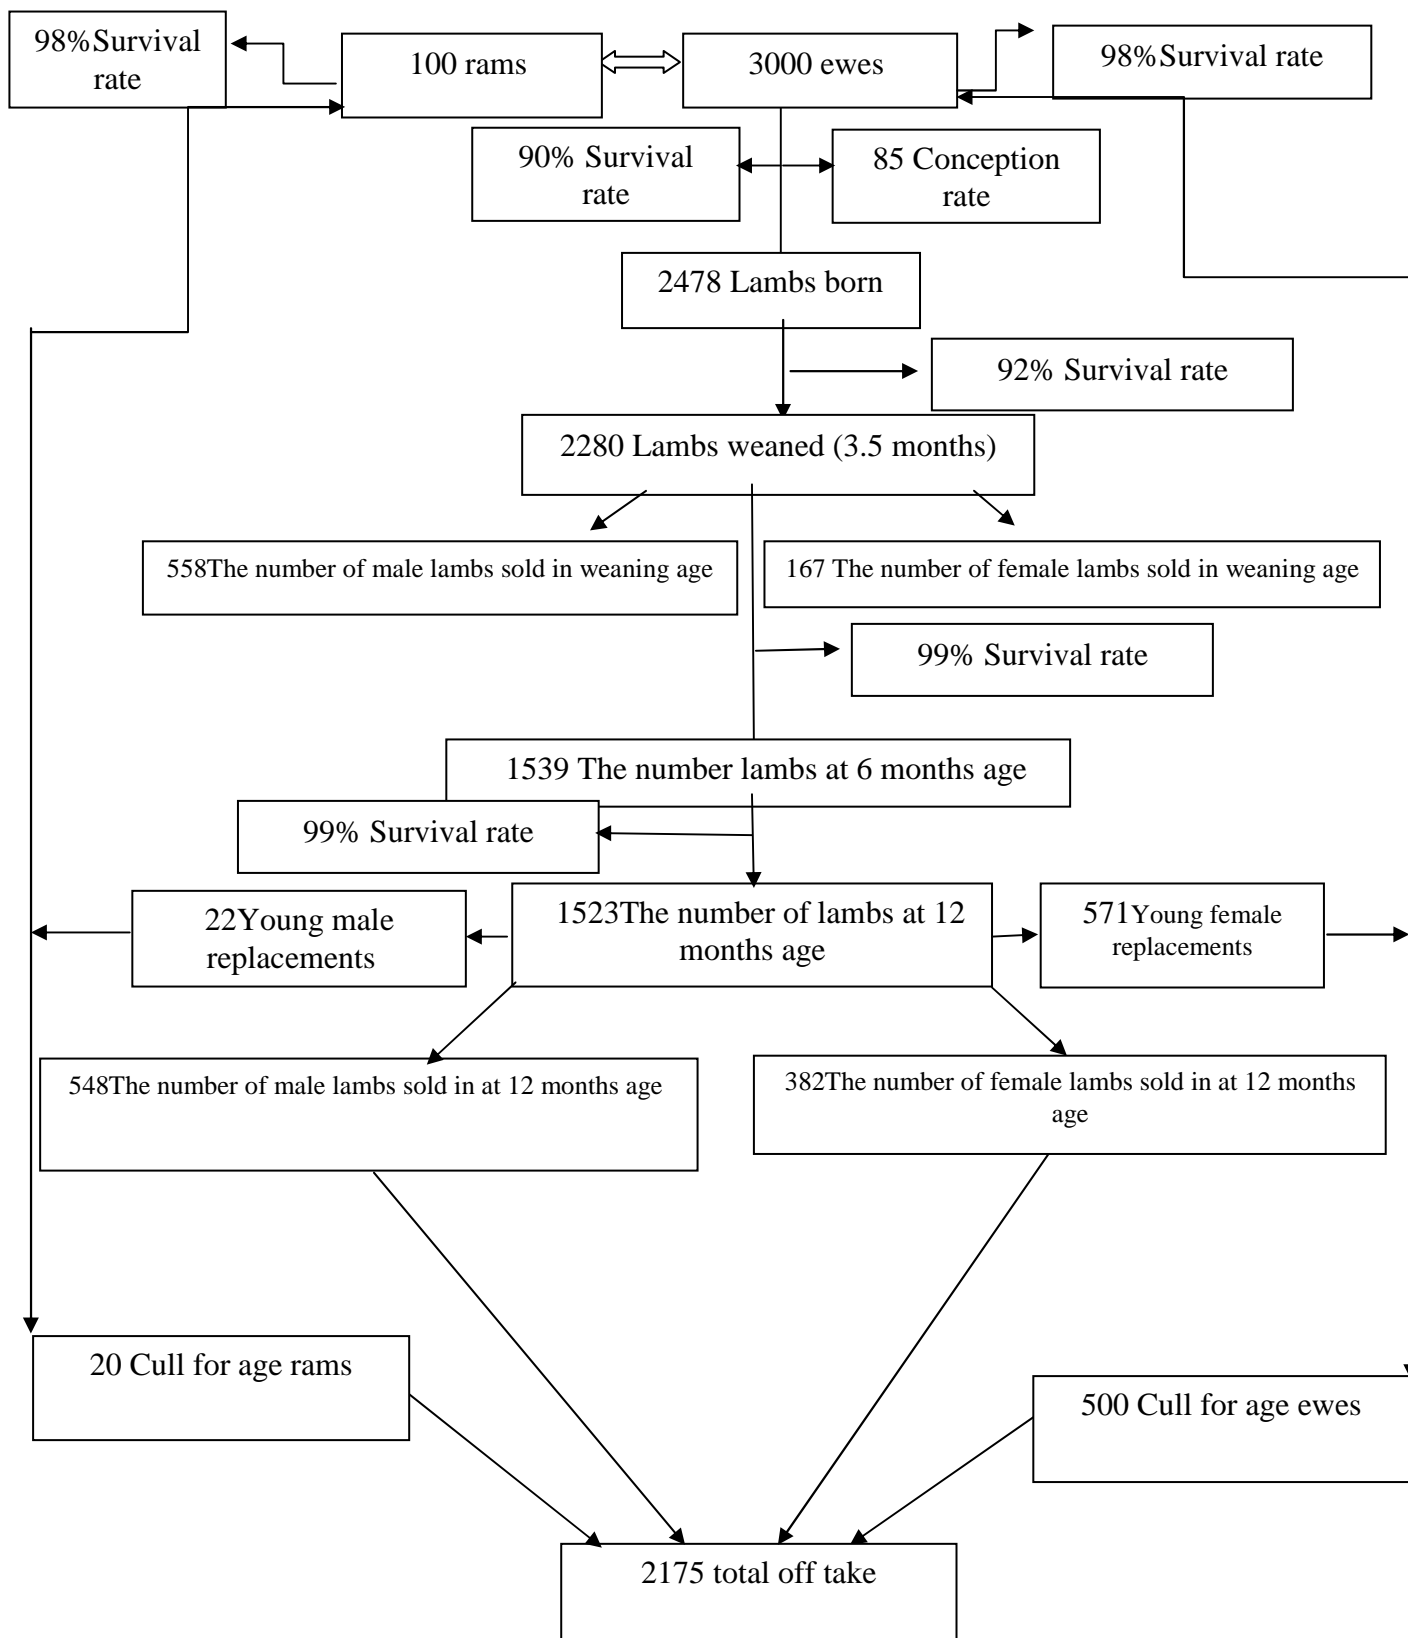 98%Survival
rate
100 rams
3000 ewes
98%Survival rate
90% Survival
rate
85 Conception
rate
2478 Lambs born
92% Survival rate
2280 Lambs weaned (3.5 months)
558The number of male lambs sold in weaning age
167 The number of female lambs sold in weaning age
99% Survival rate
1539 The number lambs at 6 months age
99% Survival rate
22Young male
replacements
1523The number of lambs at 12
months age
571Young female
replacements
548The number of male lambs sold in at 12 months age
382The number of female lambs sold in at 12 months
age
20 Cull for age rams
500 Cull for age ewes
2175 total off take